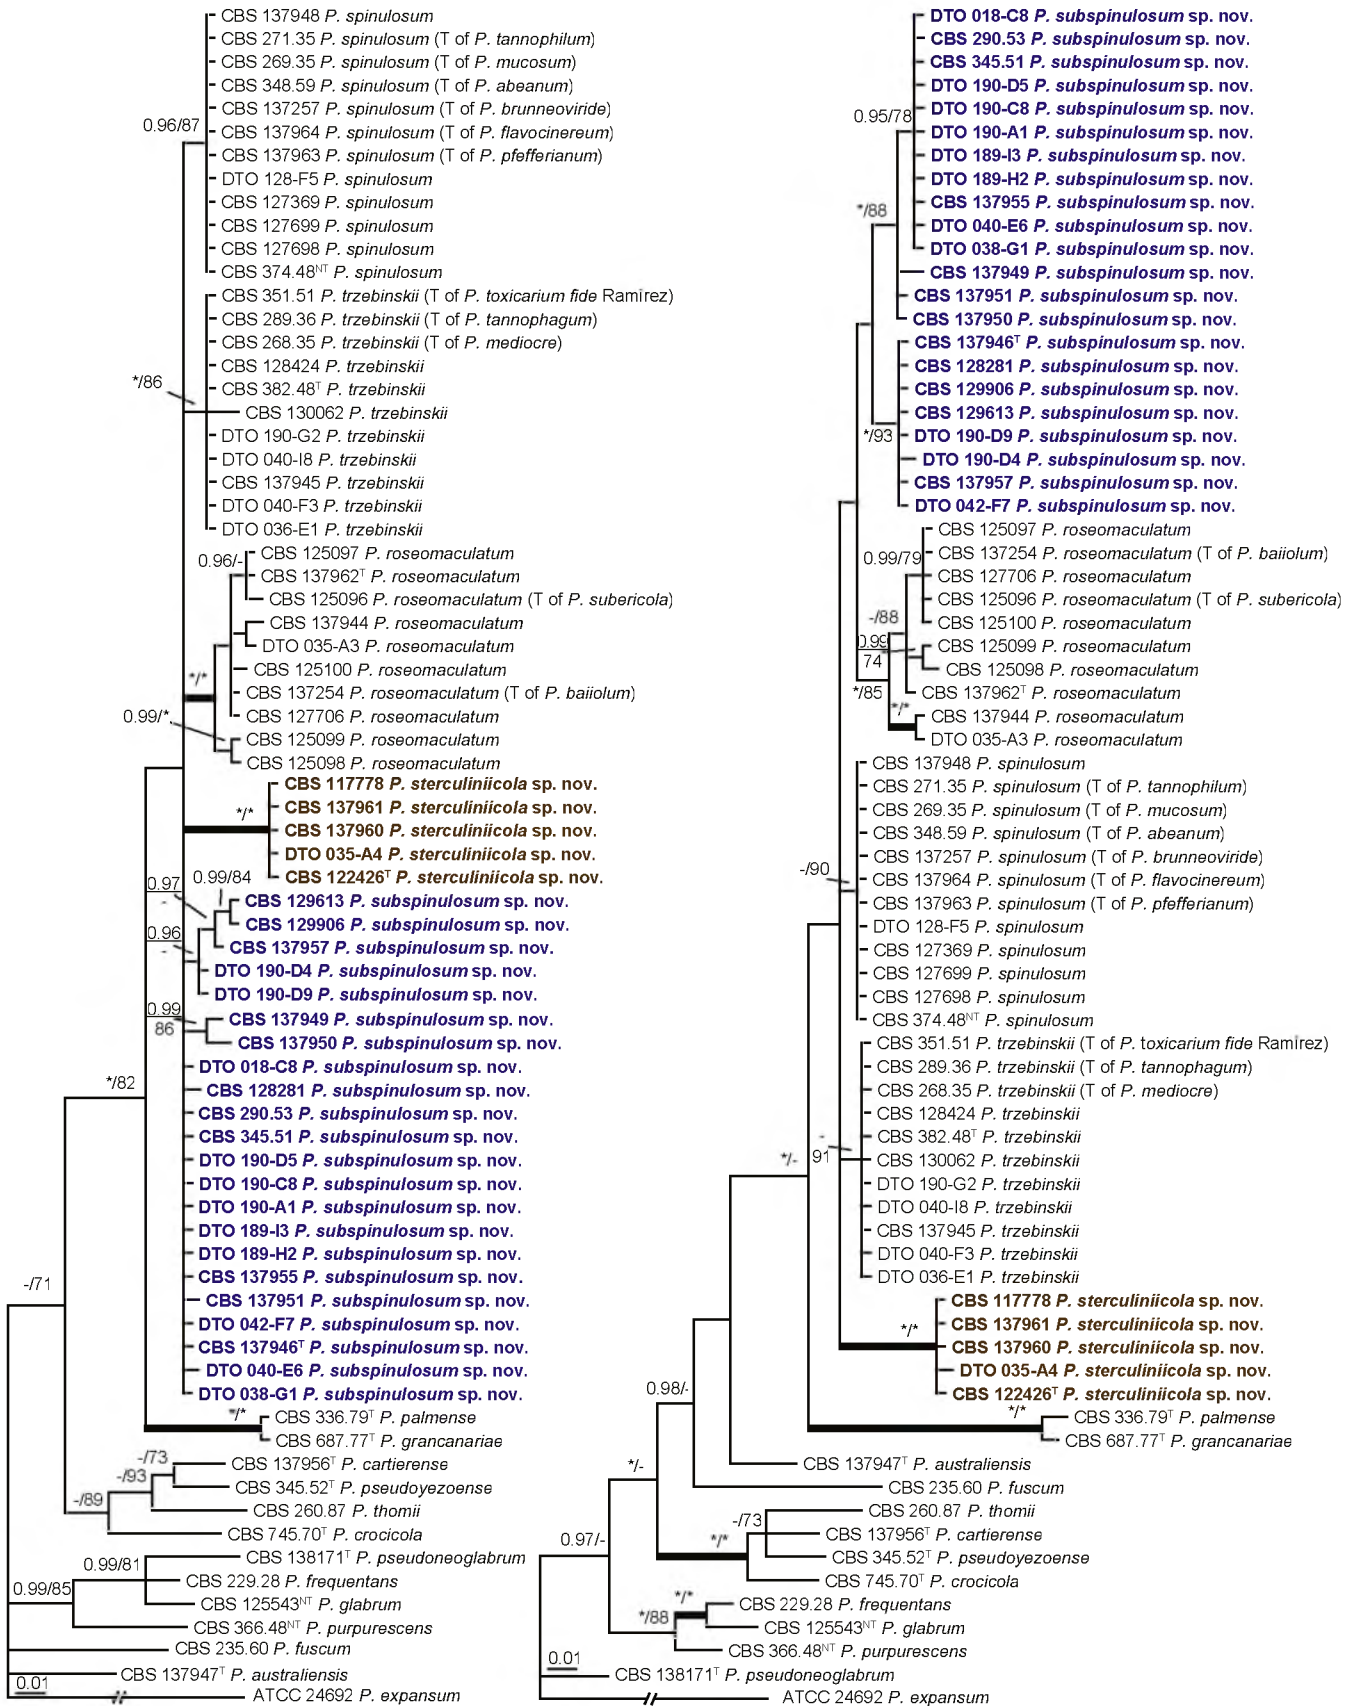 CBS 137948 P. spinulosum
CBS 271.35 P. spinulosum (T of P. tannophilum)
CBS 269.35 P. spinulosum (T of P. mucosum)
CBS 348.59 P. spinulosum (T of P. abeanum)
CBS 137257 P. spinulosum (T of P. brunneoviride)
0.96/87
CBS 137964 P. spinulosum (T of P. flavocinereum)
CBS 137963 P. spinulosum (T of P. pfefferianum)
DTO 128-F5 P. spinulosum
CBS 127369 P. spinulosum
CBS 127699 P. spinulosum
CBS 127698 P. spinulosum
CBS 374.48NT P. spinulosum
CBS 351.51 P. trzebinskii (T of P. toxicarium fide Ramírez)
CBS 289.36 P. trzebinskii (T of P. tannophagum)
CBS 268.35 P. trzebinskii (T of P. mediocre)
CBS 128424 P. trzebinskii
*/86
CBS 382.48T P. trzebinskii
CBS 130062 P. trzebinskii
DTO 190-G2 P. trzebinskii
DTO 040-I8 P. trzebinskii
CBS 137945 P. trzebinskii
DTO 040-F3 P. trzebinskii
DTO 036-E1 P. trzebinskii
0.96/-
CBS 125097 P. roseomaculatum
CBS 137962T P. roseomaculatum
CBS 125096 P. roseomaculatum (T of P. subericola)
CBS 137944 P. roseomaculatum
DTO 035-A3 P. roseomaculatum
*/*
CBS 125100 P. roseomaculatum
CBS 137254 P. roseomaculatum (T of P. baiiolum)
0.99/*
CBS 127706 P. roseomaculatum
CBS 125099 P. roseomaculatum
CBS 125098 P. roseomaculatum
CBS 117778 P. sterculiniicola sp. nov.
*/*
CBS 137961 P. sterculiniicola sp. nov.
CBS 137960 P. sterculiniicola sp. nov.
DTO 035-A4 P. sterculiniicola sp. nov.
CBS 122426T P. sterculiniicola sp. nov.
0.97
-
0.99/84
CBS 129613 P. subspinulosum sp. nov.
CBS 129906 P. subspinulosum sp. nov.
0.96
-
CBS 137957 P. subspinulosum sp. nov.
DTO 190-D4 P. subspinulosum sp. nov.
DTO 190-D9 P. subspinulosum sp. nov.
0.99
86
CBS 137949 P. subspinulosum sp. nov.
CBS 137950 P. subspinulosum sp. nov.
DTO 018-C8 P. subspinulosum sp. nov.
*/82
CBS 128281 P. subspinulosum sp. nov.
CBS 290.53 P. subspinulosum sp. nov.
CBS 345.51 P. subspinulosum sp. nov.
DTO 190-D5 P. subspinulosum sp. nov.
DTO 190-C8 P. subspinulosum sp. nov.
DTO 190-A1 P. subspinulosum sp. nov.
DTO 189-I3 P. subspinulosum sp. nov.
DTO 189-H2 P. subspinulosum sp. nov.
CBS 137955 P. subspinulosum sp. nov.
-/71
CBS 137951 P. subspinulosum sp. nov.
DTO 042-F7 P. subspinulosum sp. nov.
CBS 137946T P. subspinulosum sp. nov.
DTO 040-E6 P. subspinulosum sp. nov.
DTO 038-G1 P. subspinulosum sp. nov.
*/*
CBS 336.79T P. palmense
CBS 687.77T P. grancanariae
-/73
CBS 137956T P. cartierense
-/93
CBS 345.52T P. pseudoyezoense
-/89
CBS 260.87 P. thomii
CBS 745.70T P. crocicola
0.99/81
CBS 138171T P. pseudoneoglabrum
0.99/85
CBS 229.28 P. frequentans
CBS 125543NT P. glabrum
CBS 366.48NT P. purpurescens
CBS 235.60 P. fuscum
CBS 137947T P. australiensis
0.01
ATCC 24692 P. expansum
DTO 018-C8 P. subspinulosum sp. nov.
CBS 290.53 P. subspinulosum sp. nov.
CBS 345.51 P. subspinulosum sp. nov.
DTO 190-D5 P. subspinulosum sp. nov.
0.95/78
DTO 190-C8 P. subspinulosum sp. nov.
DTO 190-A1 P. subspinulosum sp. nov.
DTO 189-I3 P. subspinulosum sp. nov.
DTO 189-H2 P. subspinulosum sp. nov.
*/88
CBS 137955 P. subspinulosum sp. nov.
DTO 040-E6 P. subspinulosum sp. nov.
DTO 038-G1 P. subspinulosum sp. nov.
CBS 137949 P. subspinulosum sp. nov.
CBS 137951 P. subspinulosum sp. nov.
CBS 137950 P. subspinulosum sp. nov.
CBS 137946T P. subspinulosum sp. nov.
CBS 128281 P. subspinulosum sp. nov.
CBS 129906 P. subspinulosum sp. nov.
CBS 129613 P. subspinulosum sp. nov.
*/93
DTO 190-D9 P. subspinulosum sp. nov.
DTO 190-D4 P. subspinulosum sp. nov.
CBS 137957 P. subspinulosum sp. nov.
DTO 042-F7 P. subspinulosum sp. nov.
CBS 125097 P. roseomaculatum
0.99/79
CBS 137254 P. roseomaculatum (T of P. baiiolum)
CBS 127706 P. roseomaculatum
CBS 125096 P. roseomaculatum (T of P. subericola)
-/88
CBS 125100 P. roseomaculatum
0.99
74
CBS 125099 P. roseomaculatum
CBS 125098 P. roseomaculatum
*/85
CBS 137962T P. roseomaculatum
*/*
CBS 137944 P. roseomaculatum
DTO 035-A3 P. roseomaculatum
CBS 137948 P. spinulosum
CBS 271.35 P. spinulosum (T of P. tannophilum)
CBS 269.35 P. spinulosum (T of P. mucosum)
CBS 348.59 P. spinulosum (T of P. abeanum)
CBS 137257 P. spinulosum (T of P. brunneoviride)
-/90
CBS 137964 P. spinulosum (T of P. flavocinereum)
CBS 137963 P. spinulosum (T of P. pfefferianum)
DTO 128-F5 P. spinulosum
CBS 127369 P. spinulosum
CBS 127699 P. spinulosum
CBS 127698 P. spinulosum
CBS 374.48NT P. spinulosum
CBS 351.51 P. trzebinskii (T of P. toxicarium fide Ramírez)
CBS 289.36 P. trzebinskii (T of P. tannophagum)
CBS 268.35 P. trzebinskii (T of P. mediocre)
CBS 128424 P. trzebinskii
-
91
CBS 382.48T P. trzebinskii
*/-
CBS 130062 P. trzebinskii
DTO 190-G2 P. trzebinskii
DTO 040-I8 P. trzebinskii
CBS 137945 P. trzebinskii
DTO 040-F3 P. trzebinskii
DTO 036-E1 P. trzebinskii
CBS 117778 P. sterculiniicola sp. nov.
*/*
CBS 137961 P. sterculiniicola sp. nov.
CBS 137960 P. sterculiniicola sp. nov.
DTO 035-A4 P. sterculiniicola sp. nov.
0.98/-
CBS 122426T P. sterculiniicola sp. nov.
*/*
CBS 336.79T P. palmense
CBS 687.77T P. grancanariae
*/-
CBS 137947T P. australiensis
CBS 235.60 P. fuscum
CBS 260.87 P. thomii
-/73
0.97/-
*/*
CBS 137956T P. cartierense
CBS 345.52T P. pseudoyezoense
CBS 745.70T P. crocicola
*/*
CBS 229.28 P. frequentans
*/88
CBS 125543NT P. glabrum
CBS 366.48NT P. purpurescens
0.01
CBS 138171T P. pseudoneoglabrum
ATCC 24692 P. expansum